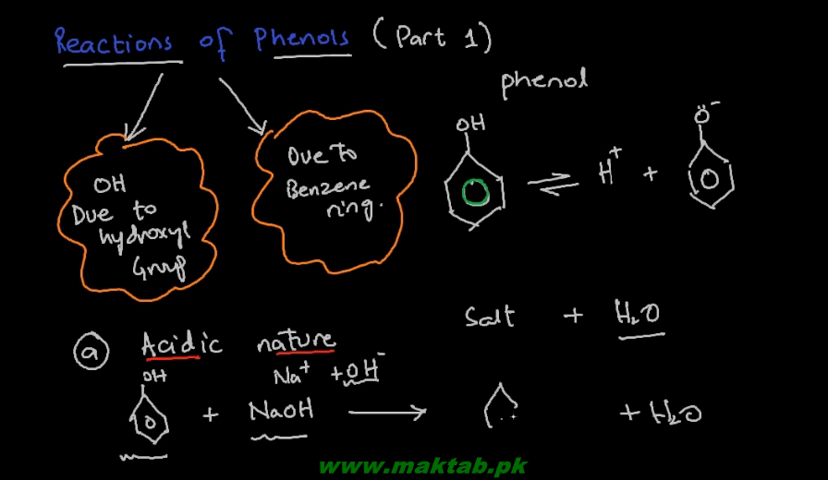 Reactions of Phenols (Part 1)
phenol
OH
Due to
hydroxyl
Group
Due to
Benzene
ring.
OH
⇌ H⁺ +
Ö⁻
Salt + H₂O
ⓐ Acidic nature
Na⁺ + OH⁻
OH
+ NaOH → + H₂O
www.maktab.pk